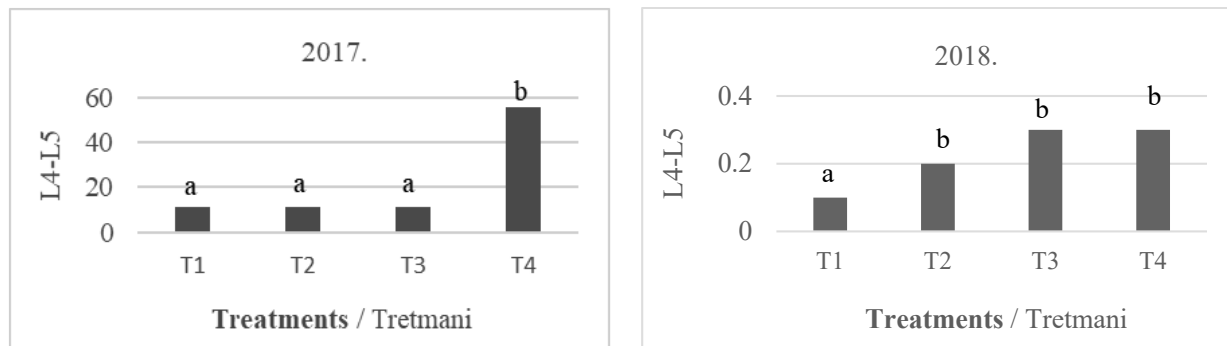 2017.
L4-L5
60
40
20
0
a
a
a
b
T1
T2
T3
T4
Treatments / Tretmani
2018.
L4-L5
0.4
0.2
0
a
b
b
b
T1
T2
T3
T4
Treatments / Tretmani